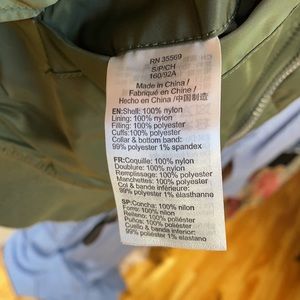 RN 35569
S/P/CH
160/92A
Made in China /
Fabriqué en Chine /
Hecho en China /中国制造
EN:Shell: 100% nylon
Lining: 100% nylon
Filling: 100% polyester
Cuffs:100% polyester
Collar & bottom band:
99% polyester 1% spandex
FR:Coquille: 100% nylon
Doublure: 100% nylon
Remplissage: 100% polyester
Manchettes: 100% polyester
Col & bande inférieure:
99% polyester 1% élasthanne
SP:Concha: 100% nilon
Forro: 100% nilon
Relleno: 100% poliéster
Puños: 100% poliéster
Cuello & banda inferior:
99% poliéster 1% elastano